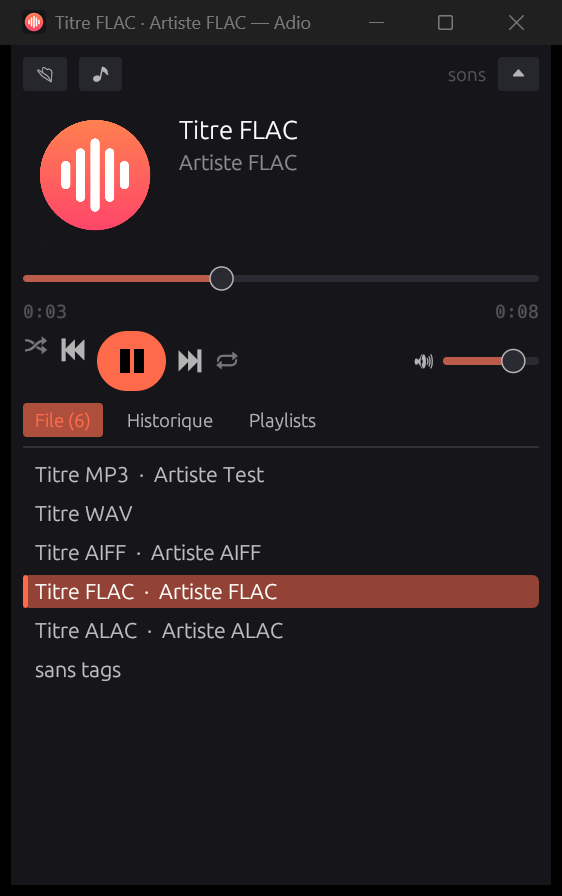 Titre FLAC · Artiste FLAC — Adio
sons
Titre FLAC
Artiste FLAC
0:03 0:08
File (6) Historique Playlists
Titre MP3 · Artiste Test
Titre WAV
Titre AIFF · Artiste AIFF
Titre FLAC · Artiste FLAC
Titre ALAC · Artiste ALAC
sans tags